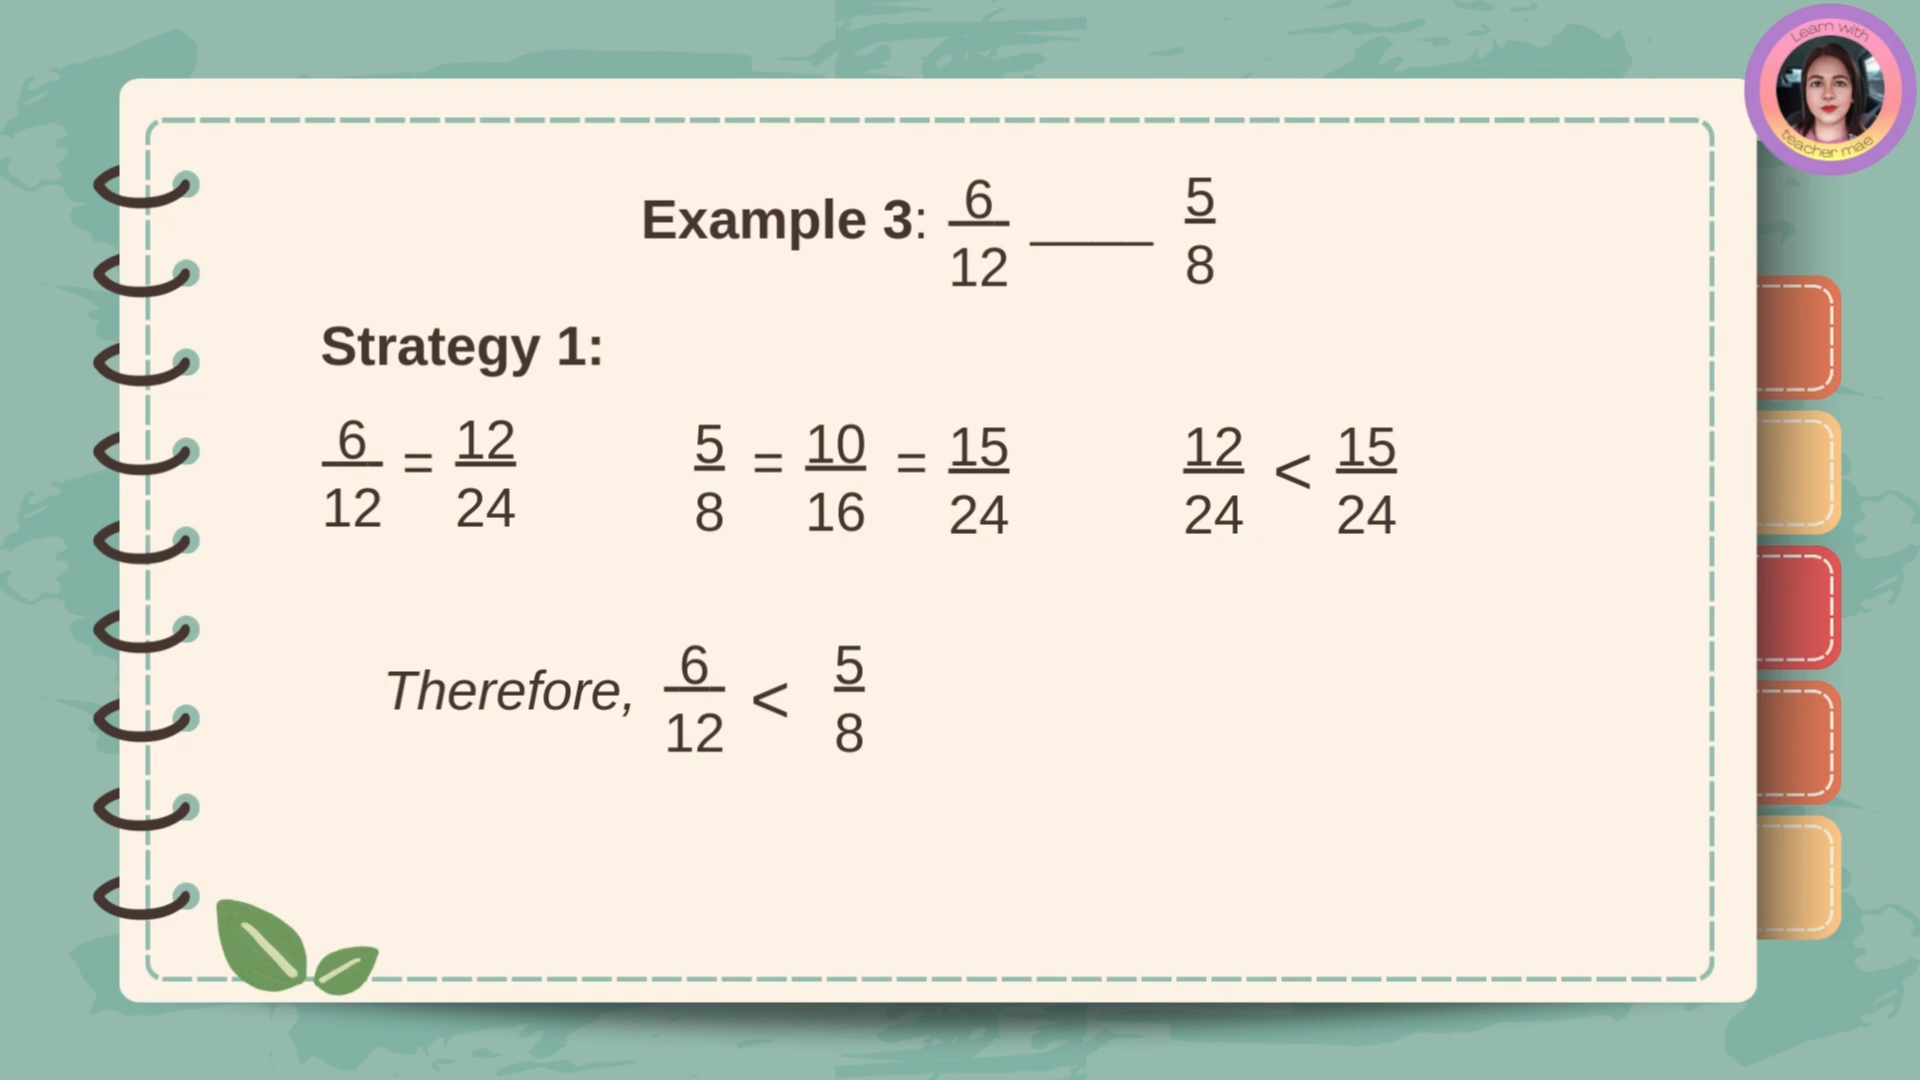 Learn with
teacher mae
Example 3: 6/12 ____ 5/8
Strategy 1:
6/12 = 12/24 5/8 = 10/16 = 15/24 12/24 < 15/24
Therefore, 6/12 < 5/8